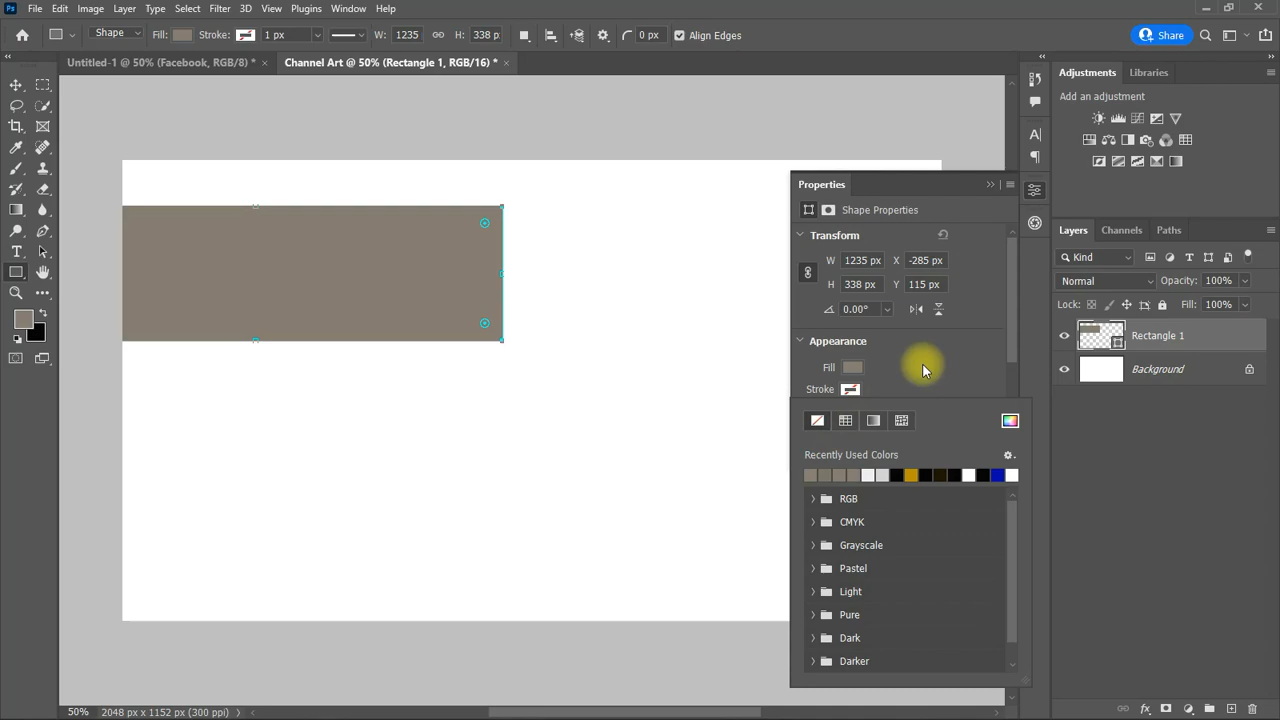 Ps File Edit Image Layer Type Select Filter 3D View Plugins Window Help
Shape Fill: Stroke: 1 px W: 1235 H: 338 p 0 px Align Edges Share
Untitled-1 @ 50% (Facebook, RGB/8) * × Channel Art @ 50% (Rectangle 1, RGB/16) * ×
Adjustments Libraries
Add an adjustment
Properties
Shape Properties
Transform
W 1235 px X -285 px
H 338 px Y 115 px
0.00°
Appearance
Fill
Stroke
Recently Used Colors
RGB
CMYK
Grayscale
Pastel
Light
Pure
Dark
Darker
Layers Channels Paths
Kind
Normal Opacity: 100%
Lock: Fill: 100%
Rectangle 1
Background
50% 2048 px x 1152 px (300 ppi)